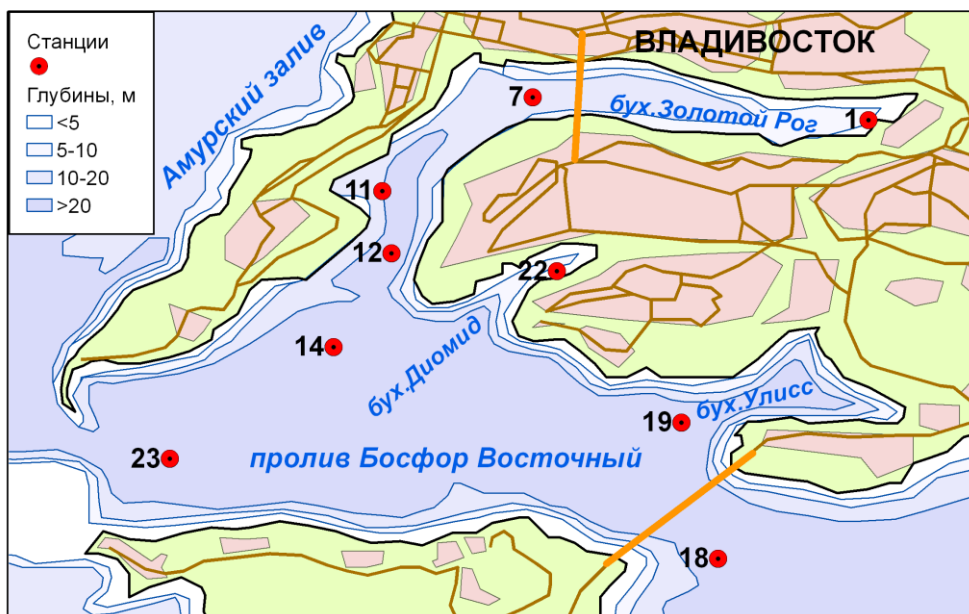 Станции
Глубины, м
<5
5-10
10-20
>20
Амурский залив
ВЛАДИВОСТОК
7
бух.Золотой Рог
1
11
12
22
14
бух.Диомид
19
бух.Улисс
23
пролив Босфор Восточный
18